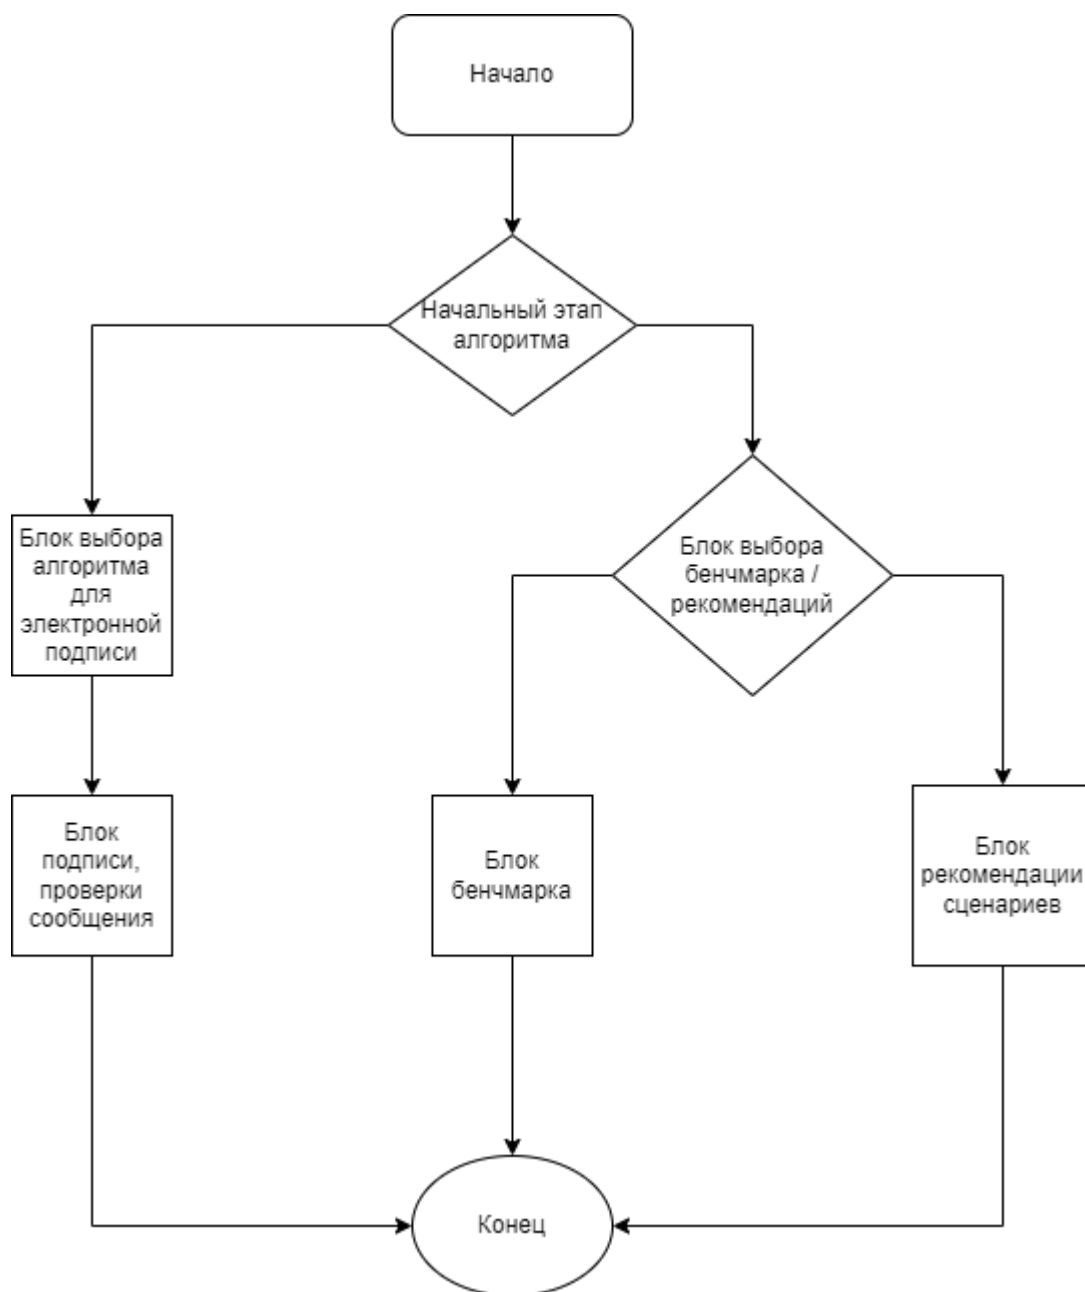 Начало
Начальный этап
алгоритма
Блок выбора
алгоритма
для
электронной
подписи
Блок выбора
бенчмарка /
рекомендаций
Блок
подписи,
проверки
сообщения
Блок
бенчмарка
Блок
рекомендации
сценариев
Конец